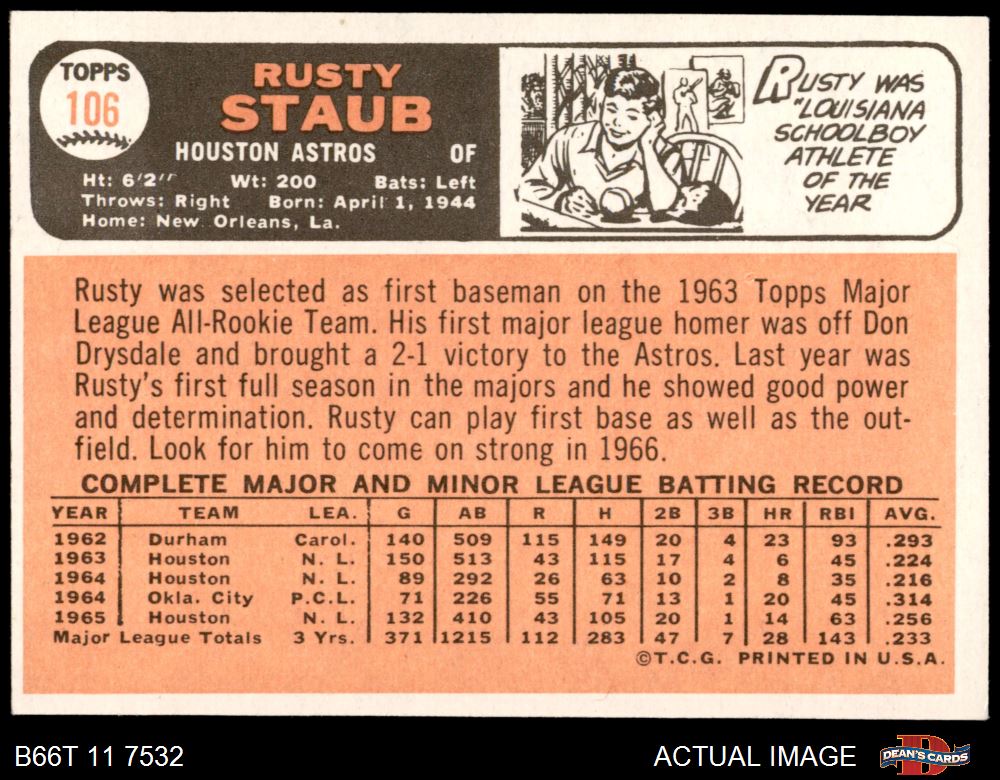 TOPPS
106
RUSTY
STAUB
HOUSTON ASTROS OF
Ht: 6'2" Wt: 200 Bats: Left
Throws: Right Born: April 1, 1944
Home: New Orleans, La.
RUSTY WAS
"LOUISIANA
SCHOOLBOY
ATHLETE
OF THE
YEAR
Rusty was selected as first baseman on the 1963 Topps Major
League All-Rookie Team. His first major league homer was off Don
Drysdale and brought a 2-1 victory to the Astros. Last year was
Rusty's first full season in the majors and he showed good power
and determination. Rusty can play first base as well as the out-
field. Look for him to come on strong in 1966.
COMPLETE MAJOR AND MINOR LEAGUE BATTING RECORD
YEAR TEAM LEA. G AB R H 2B 3B HR RBI AVG.
1962 Durham Carol. 140 509 115 149 20 4 23 93 .293
1963 Houston N. L. 150 513 43 115 17 4 6 45 .224
1964 Houston N. L. 89 292 26 63 10 2 8 35 .216
1964 Okla. City P.C.L. 71 226 55 71 13 1 20 45 .314
1965 Houston N. L. 132 410 43 105 20 1 14 63 .256
Major League Totals 3 Yrs. 371 1215 112 283 47 7 28 143 .233
©T.C.G. PRINTED IN U.S.A.
B66T 11 7532 ACTUAL IMAGE DEAN'S CARDS